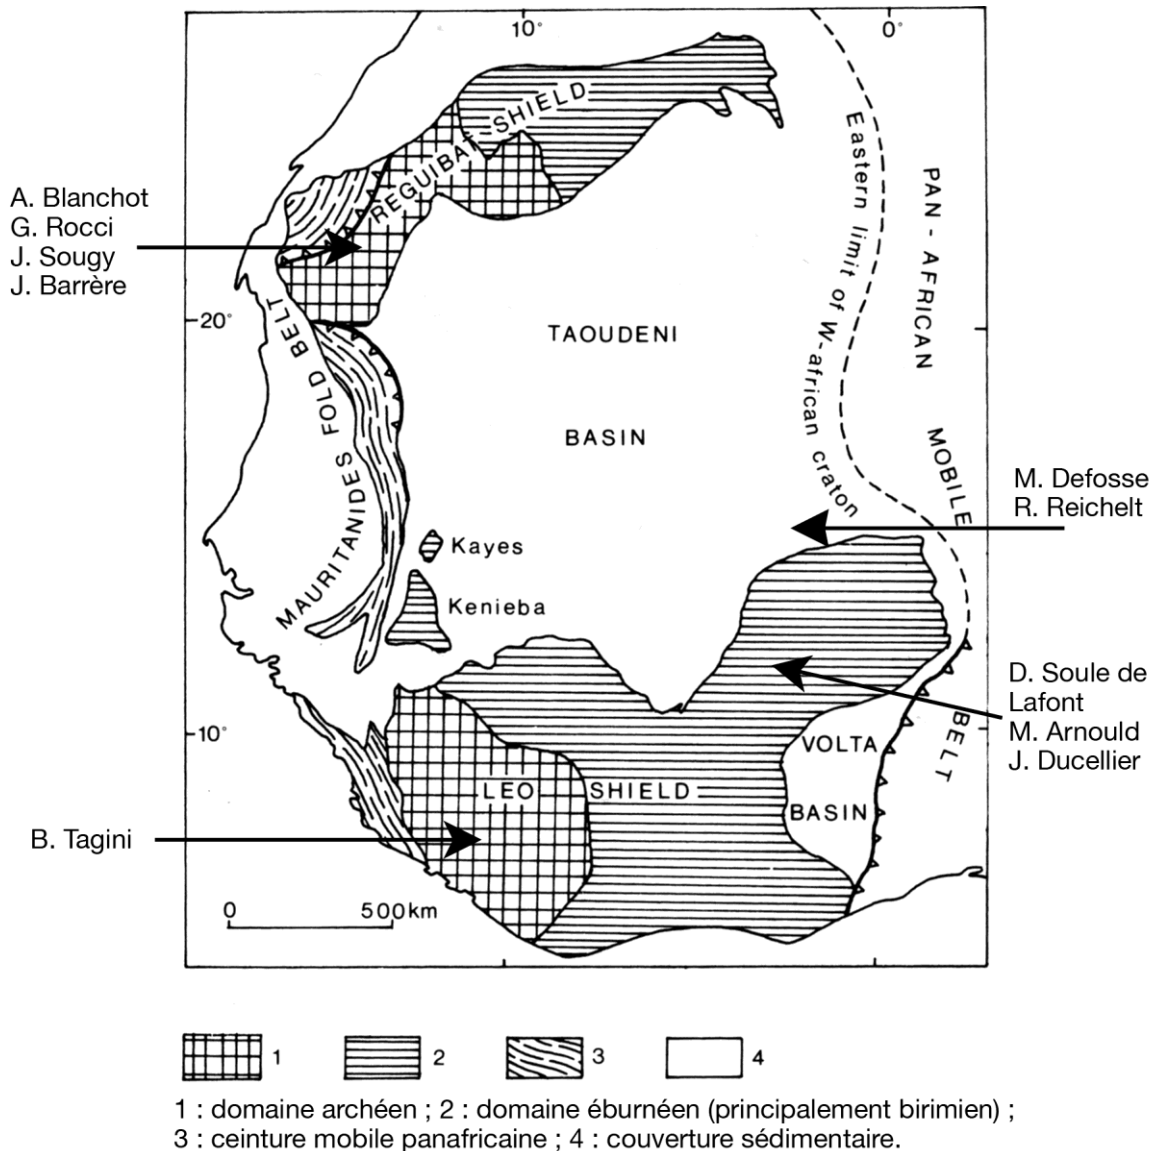 10°
0°
REGUIBAT SHIELD
Eastern limit of W-african craton
PAN-AFRICAN MOBILE BELT
A. Blanchot
G. Rocci
J. Sougy
J. Barrère
20°
TAOUDENI
BASIN
MAURITANIDES FOLD BELT
M. Defosse
R. Reichelt
Kayes
Kenieba
D. Soule de
Lafont
M. Arnould
J. Ducellier
10°
VOLTA
BASIN
LEO SHIELD
B. Tagini
0 500km
1 2 3 4
1 : domaine archéen ; 2 : domaine éburnéen (principalement birimien) ;
3 : ceinture mobile panafricaine ; 4 : couverture sédimentaire.